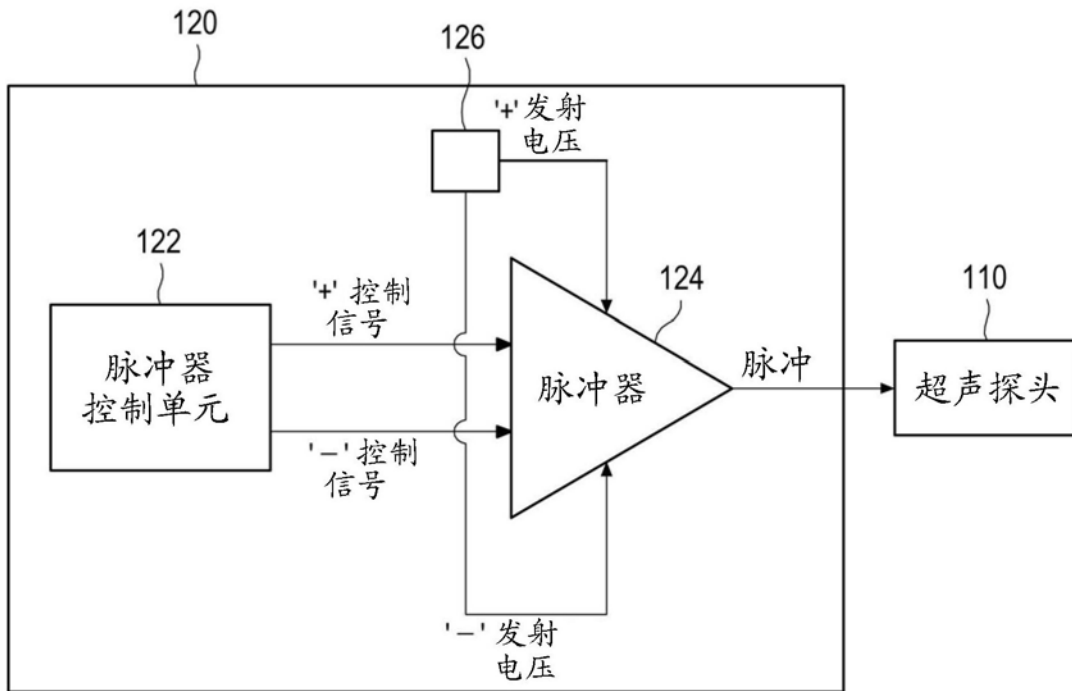 120
126
'+' 发射
电压
122
'+' 控制
信号
124
110
脉冲器
控制单元
脉冲器
脉冲
超声探头
'−' 控制
信号
'−' 发射
电压